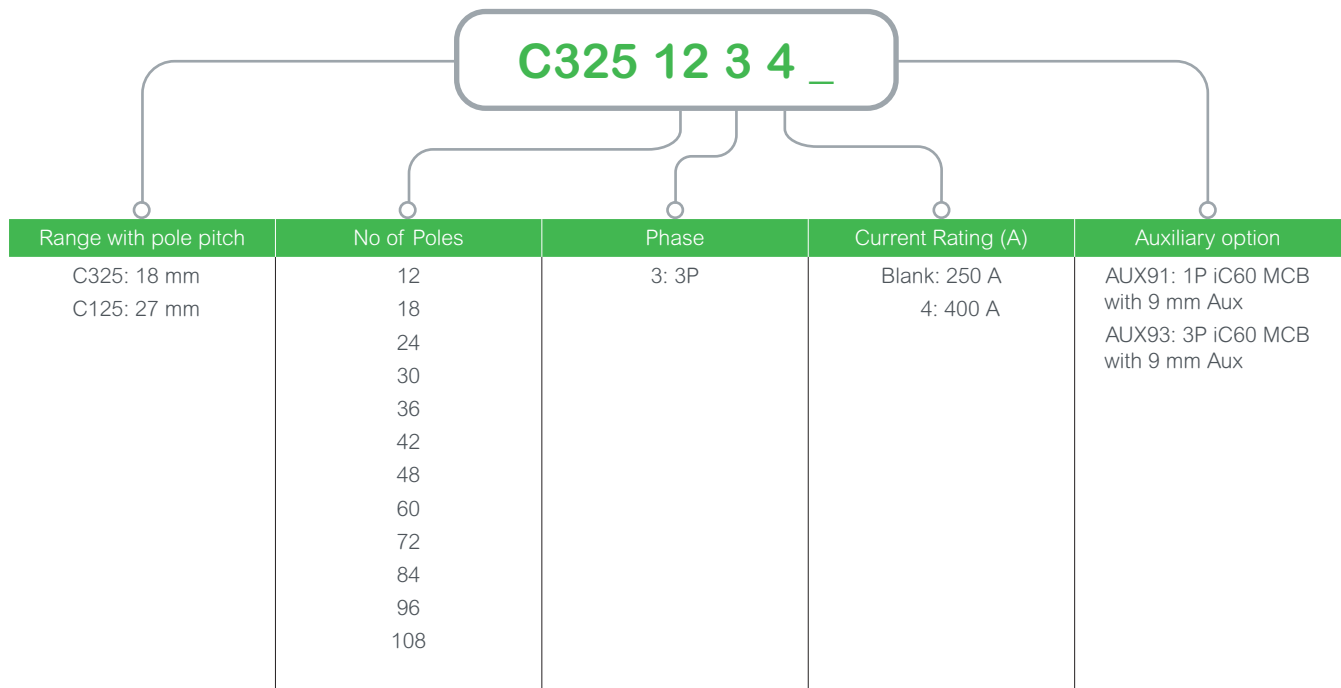 C325 12 3 4 _
Range with pole pitch
No of Poles
Phase
Current Rating (A)
Auxiliary option
C325: 18 mm
C125: 27 mm
12
18
24
30
36
42
48
60
72
84
96
108
3: 3P
Blank: 250 A
4: 400 A
AUX91: 1P iC60 MCB
with 9 mm Aux
AUX93: 3P iC60 MCB
with 9 mm Aux